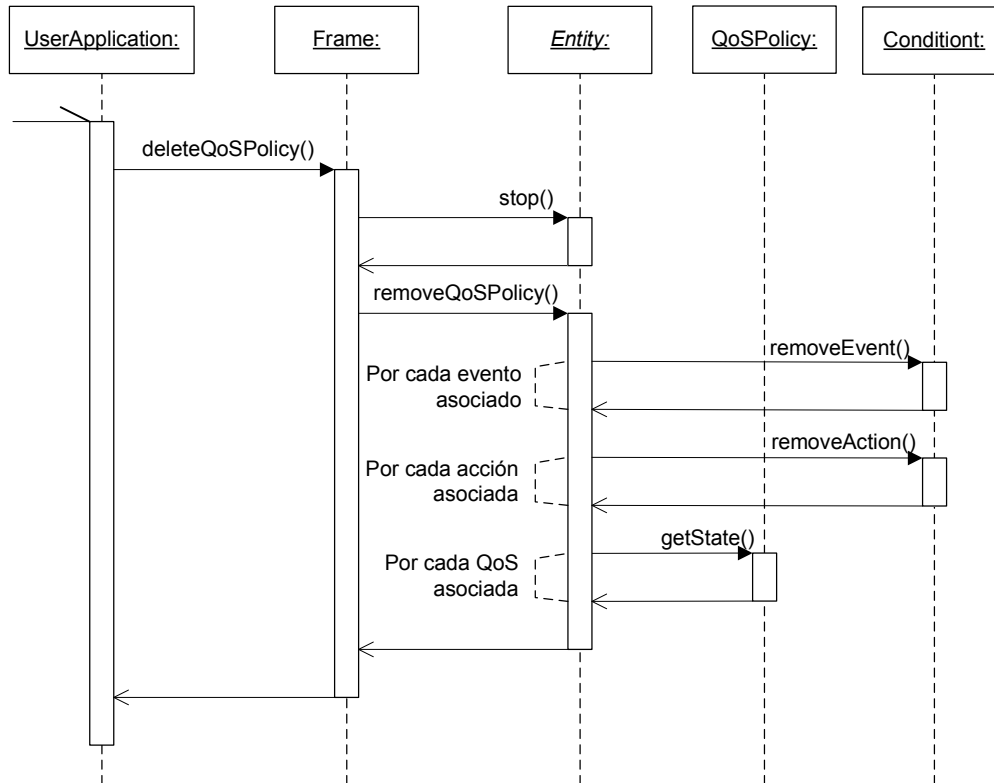 UserApplication:
Frame:
Entity:
QoSPolicy:
Conditiont:
deleteQoSPolicy()
stop()
removeQoSPolicy()
removeEvent()
Por cada evento
asociado
removeAction()
Por cada acción
asociada
getState()
Por cada QoS
asociada